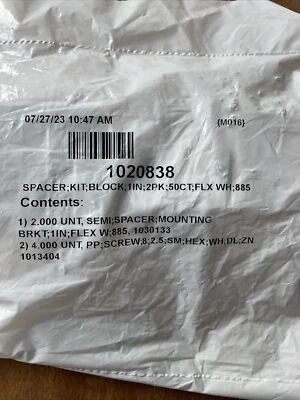 07/27/23 10:47 AM {M016}
1020838
SPACER;KIT;BLOCK;1IN;2PK;50CT;FLX WH;885
Contents:
1) 2.000 UNT, SEMI;SPACER;MOUNTING
BRKT;1IN;FLEX W;885, 1030133
2) 4.000 UNT, PP;SCREW;8;2.5;SM;HEX;WH;DL;ZN
1013404